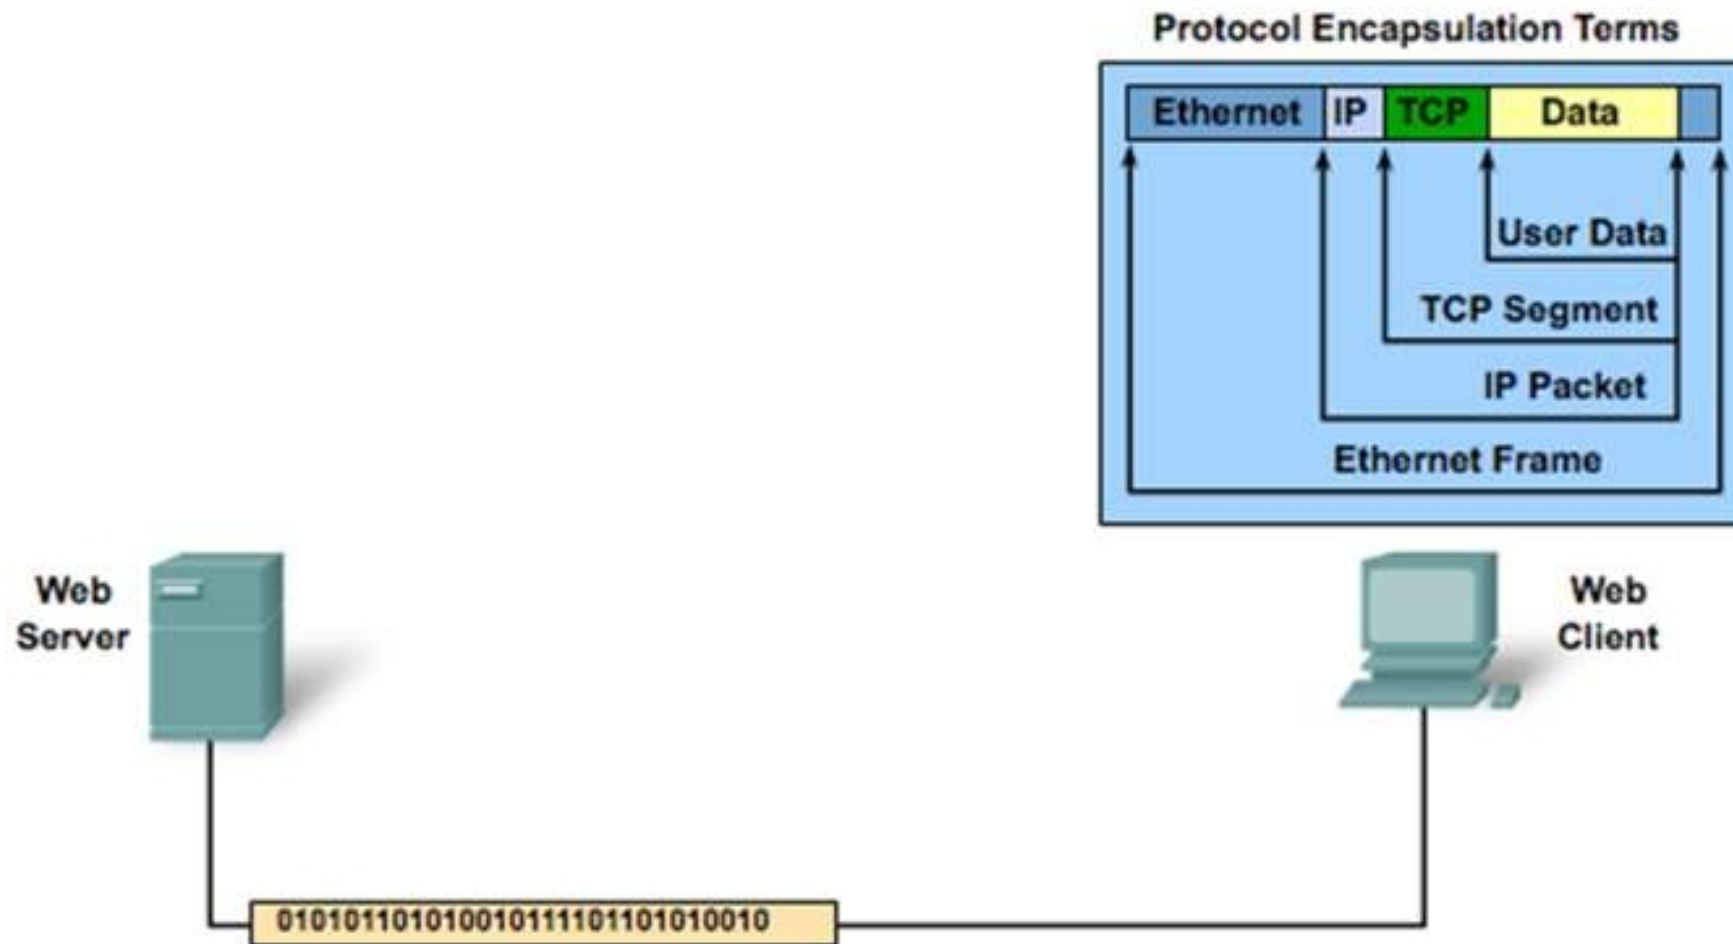 Protocol Encapsulation Terms
Ethernet IP TCP Data
User Data
TCP Segment
IP Packet
Ethernet Frame
Web
Server
Web
Client
010101101010010111101101010010